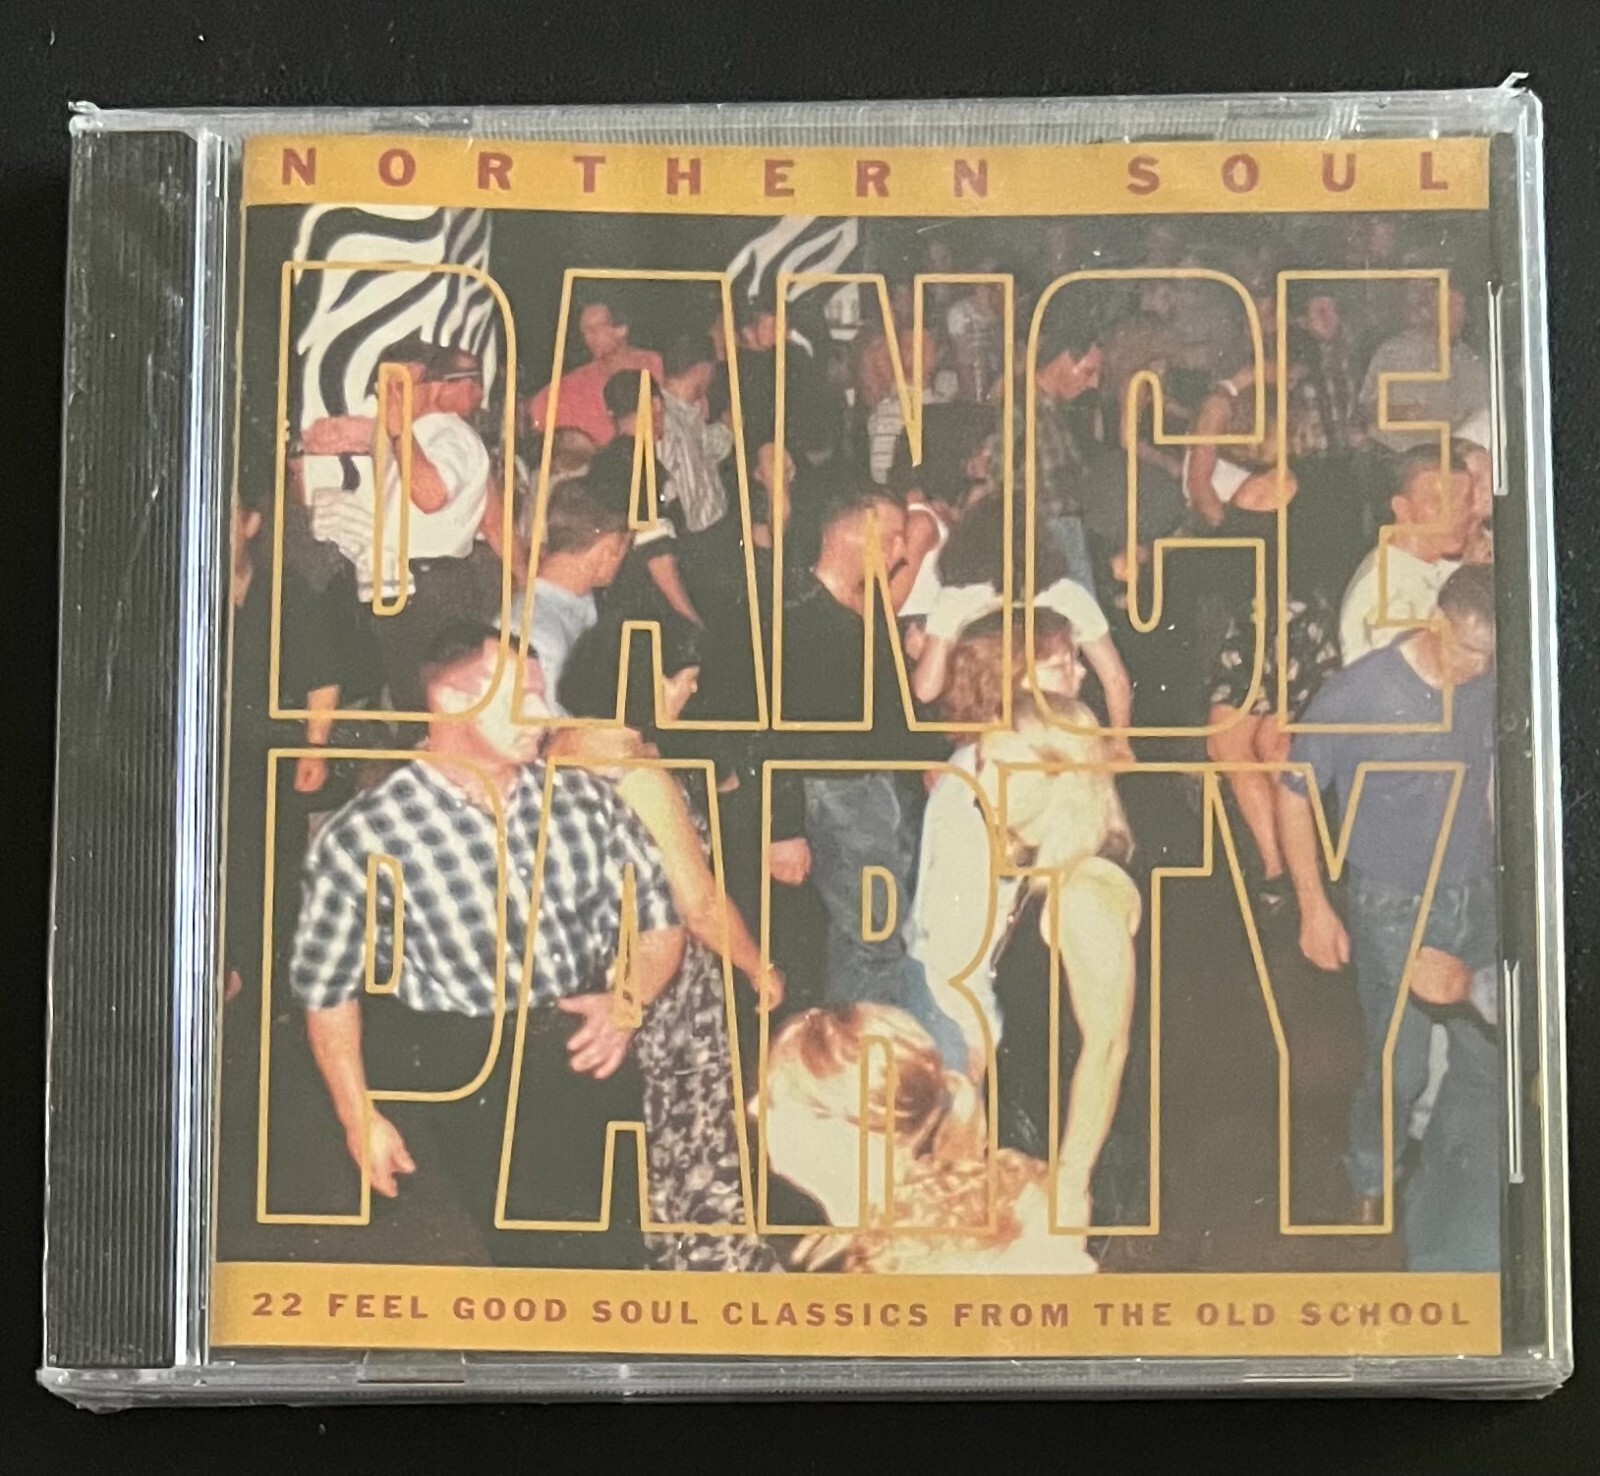 NORTHERN SOUL
DANCE
PARTY
22 FEEL GOOD SOUL CLASSICS FROM THE OLD SCHOOL